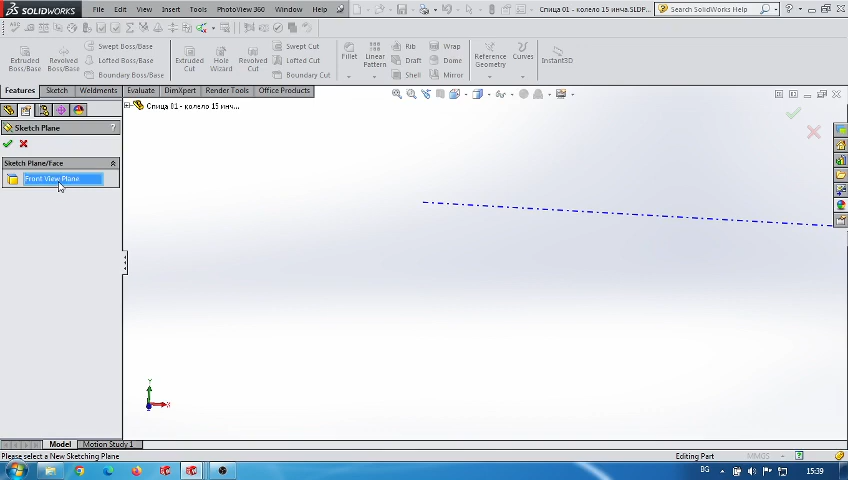 SOLIDWORKS File Edit View Insert Tools PhotoView 360 Window Help Спица 01 - колело 15 инча.SLDP... Search SolidWorks Help
Extruded Boss/Base Revolved Boss/Base Swept Boss/Base Lofted Boss/Base Boundary Boss/Base Extruded Cut Hole Wizard Revolved Cut Swept Cut Lofted Cut Boundary Cut Fillet Linear Pattern Rib Draft Shell Wrap Dome Mirror Reference Geometry Curves Instant3D
Features Sketch Weldments Evaluate DimXpert Render Tools Office Products
Спица 01 - колело 15 инч...
Sketch Plane ?
Sketch Plane/Face
Front View Plane
Y
X
Model Motion Study 1
Please select a New Sketching Plane Editing Part MMGS
BG 15:39